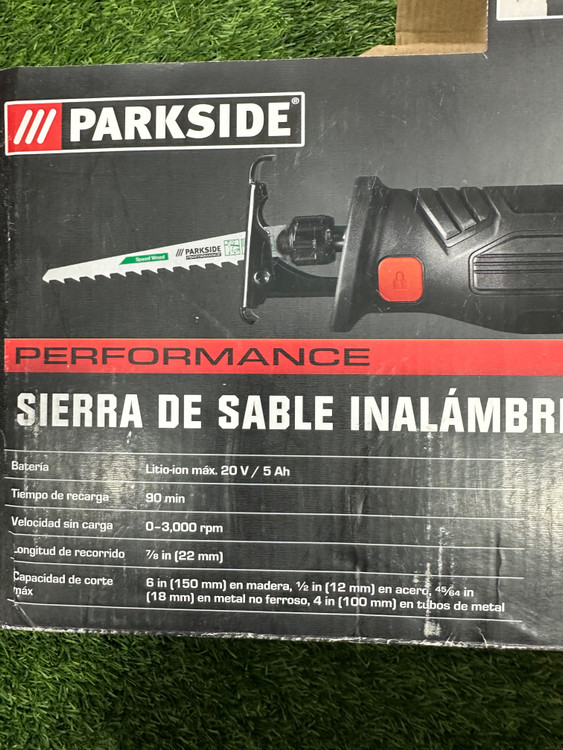 /// PARKSIDE®
Speed Wood
/// PARKSIDE
PERFORMANCE
PERFORMANCE
SIERRA DE SABLE INALÁMBRI
Batería Litio-ion máx. 20 V / 5 Ah
Tiempo de recarga 90 min
Velocidad sin carga 0–3,000 rpm
Longitud de recorrido 7/8 in (22 mm)
Capacidad de corte 6 in (150 mm) en madera, 1/2 in (12 mm) en acero, 45/64 in
máx (18 mm) en metal no ferroso, 4 in (100 mm) en tubos de metal